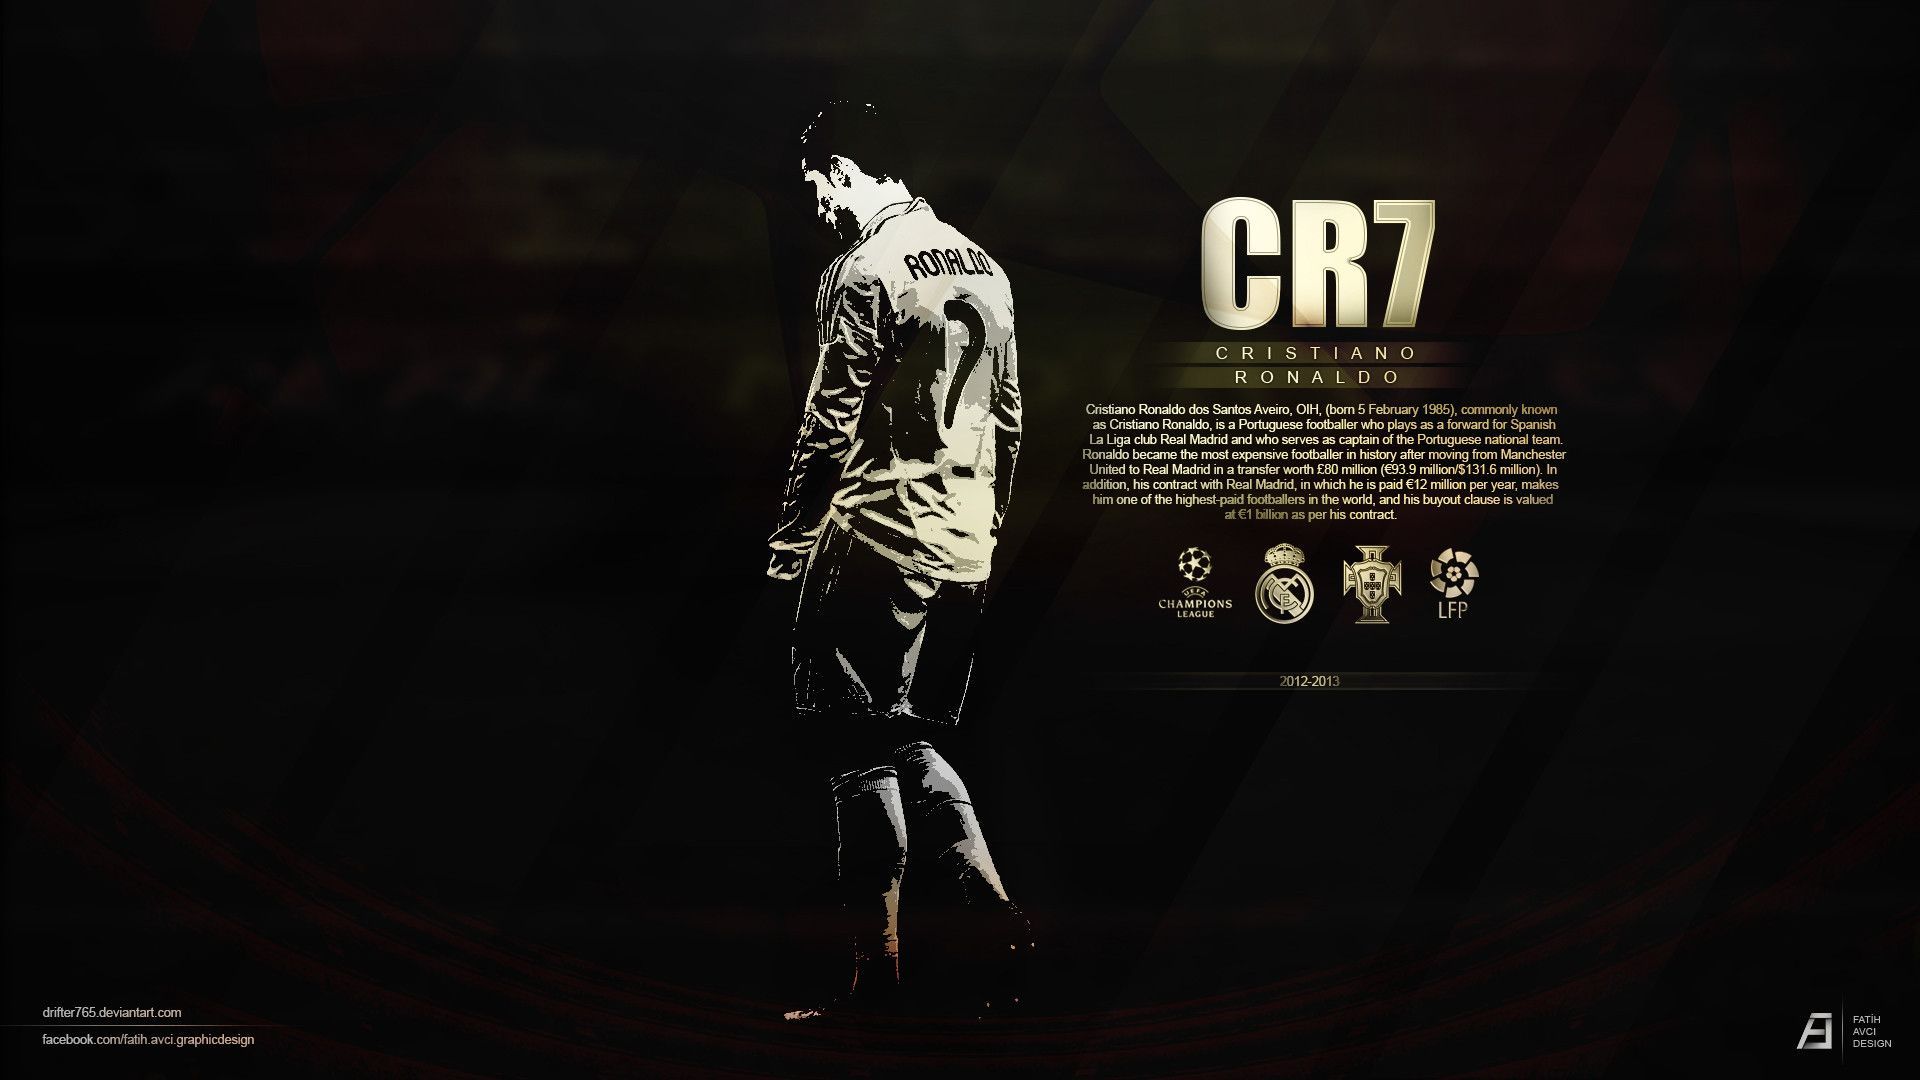 RONALDO
7
CR7
CRISTIANO
RONALDO
Cristiano Ronaldo dos Santos Aveiro, OIH, (born 5 February 1985), commonly known
as Cristiano Ronaldo, is a Portuguese footballer who plays as a forward for Spanish
La Liga club Real Madrid and who serves as captain of the Portuguese national team.
Ronaldo became the most expensive footballer in history after moving from Manchester
United to Real Madrid in a transfer worth £80 million (€93.9 million/$131.6 million). In
addition, his contract with Real Madrid, in which he is paid €12 million per year, makes
him one of the highest-paid footballers in the world, and his buyout clause is valued
at €1 billion as per his contract.
UEFA
CHAMPIONS
LEAGUE
LFP
2012-2013
drifter765.deviantart.com
facebook.com/fatih.avci.graphicdesign
FATİH
AVCI
DESIGN